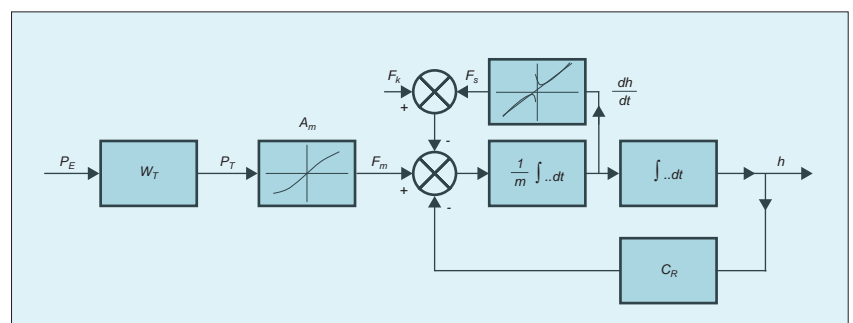 F_k
F_s
dh
dt
+
A_m
-
P_E
W_T
P_T
F_m
+
1
m
∫ ..dt
∫ ..dt
h
-
C_R